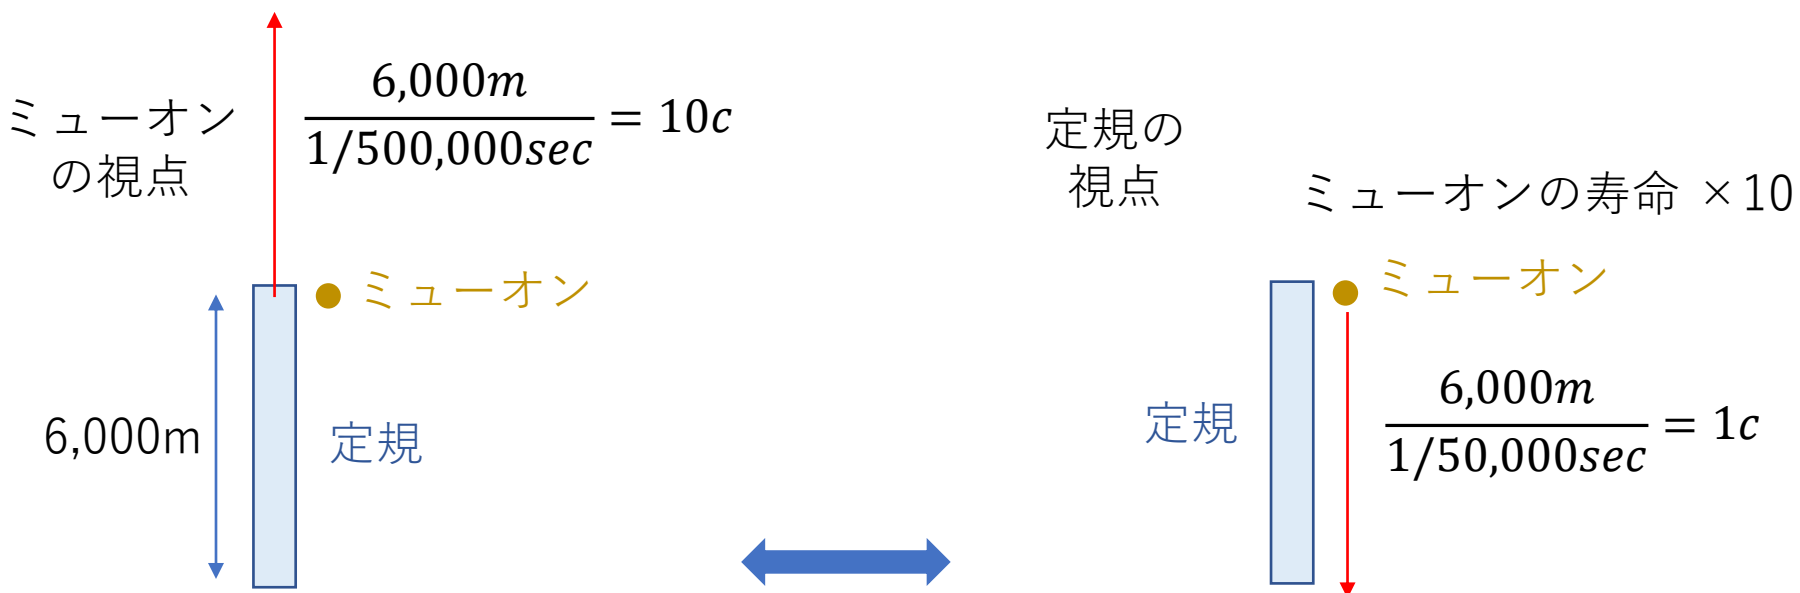 ミューオン
の視点
6,000m
1/500,000sec = 10c
ミューオン
6,000m
定規
定規の
視点
ミューオンの寿命 ×10
ミューオン
定規
6,000m
1/50,000sec = 1c